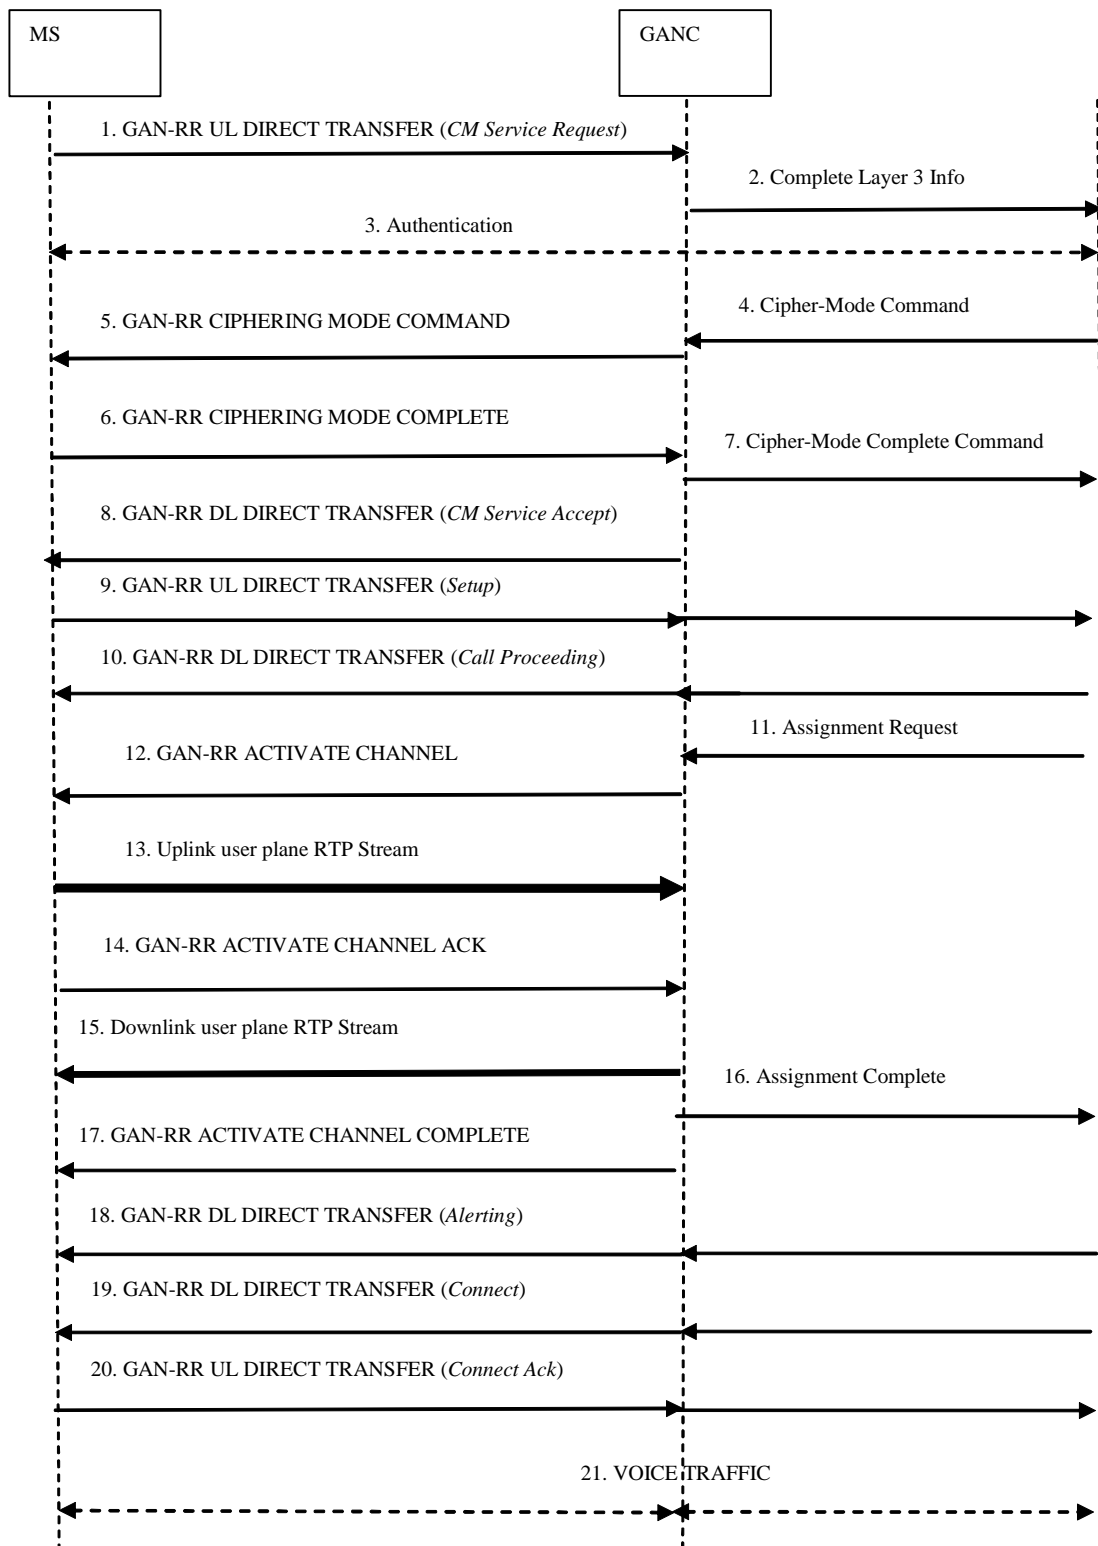 MS
GANC
1. GAN-RR UL DIRECT TRANSFER (CM Service Request)
2. Complete Layer 3 Info
3. Authentication
4. Cipher-Mode Command
5. GAN-RR CIPHERING MODE COMMAND
6. GAN-RR CIPHERING MODE COMPLETE
7. Cipher-Mode Complete Command
8. GAN-RR DL DIRECT TRANSFER (CM Service Accept)
9. GAN-RR UL DIRECT TRANSFER (Setup)
10. GAN-RR DL DIRECT TRANSFER (Call Proceeding)
11. Assignment Request
12. GAN-RR ACTIVATE CHANNEL
13. Uplink user plane RTP Stream
14. GAN-RR ACTIVATE CHANNEL ACK
15. Downlink user plane RTP Stream
16. Assignment Complete
17. GAN-RR ACTIVATE CHANNEL COMPLETE
18. GAN-RR DL DIRECT TRANSFER (Alerting)
19. GAN-RR DL DIRECT TRANSFER (Connect)
20. GAN-RR UL DIRECT TRANSFER (Connect Ack)
21. VOICE TRAFFIC